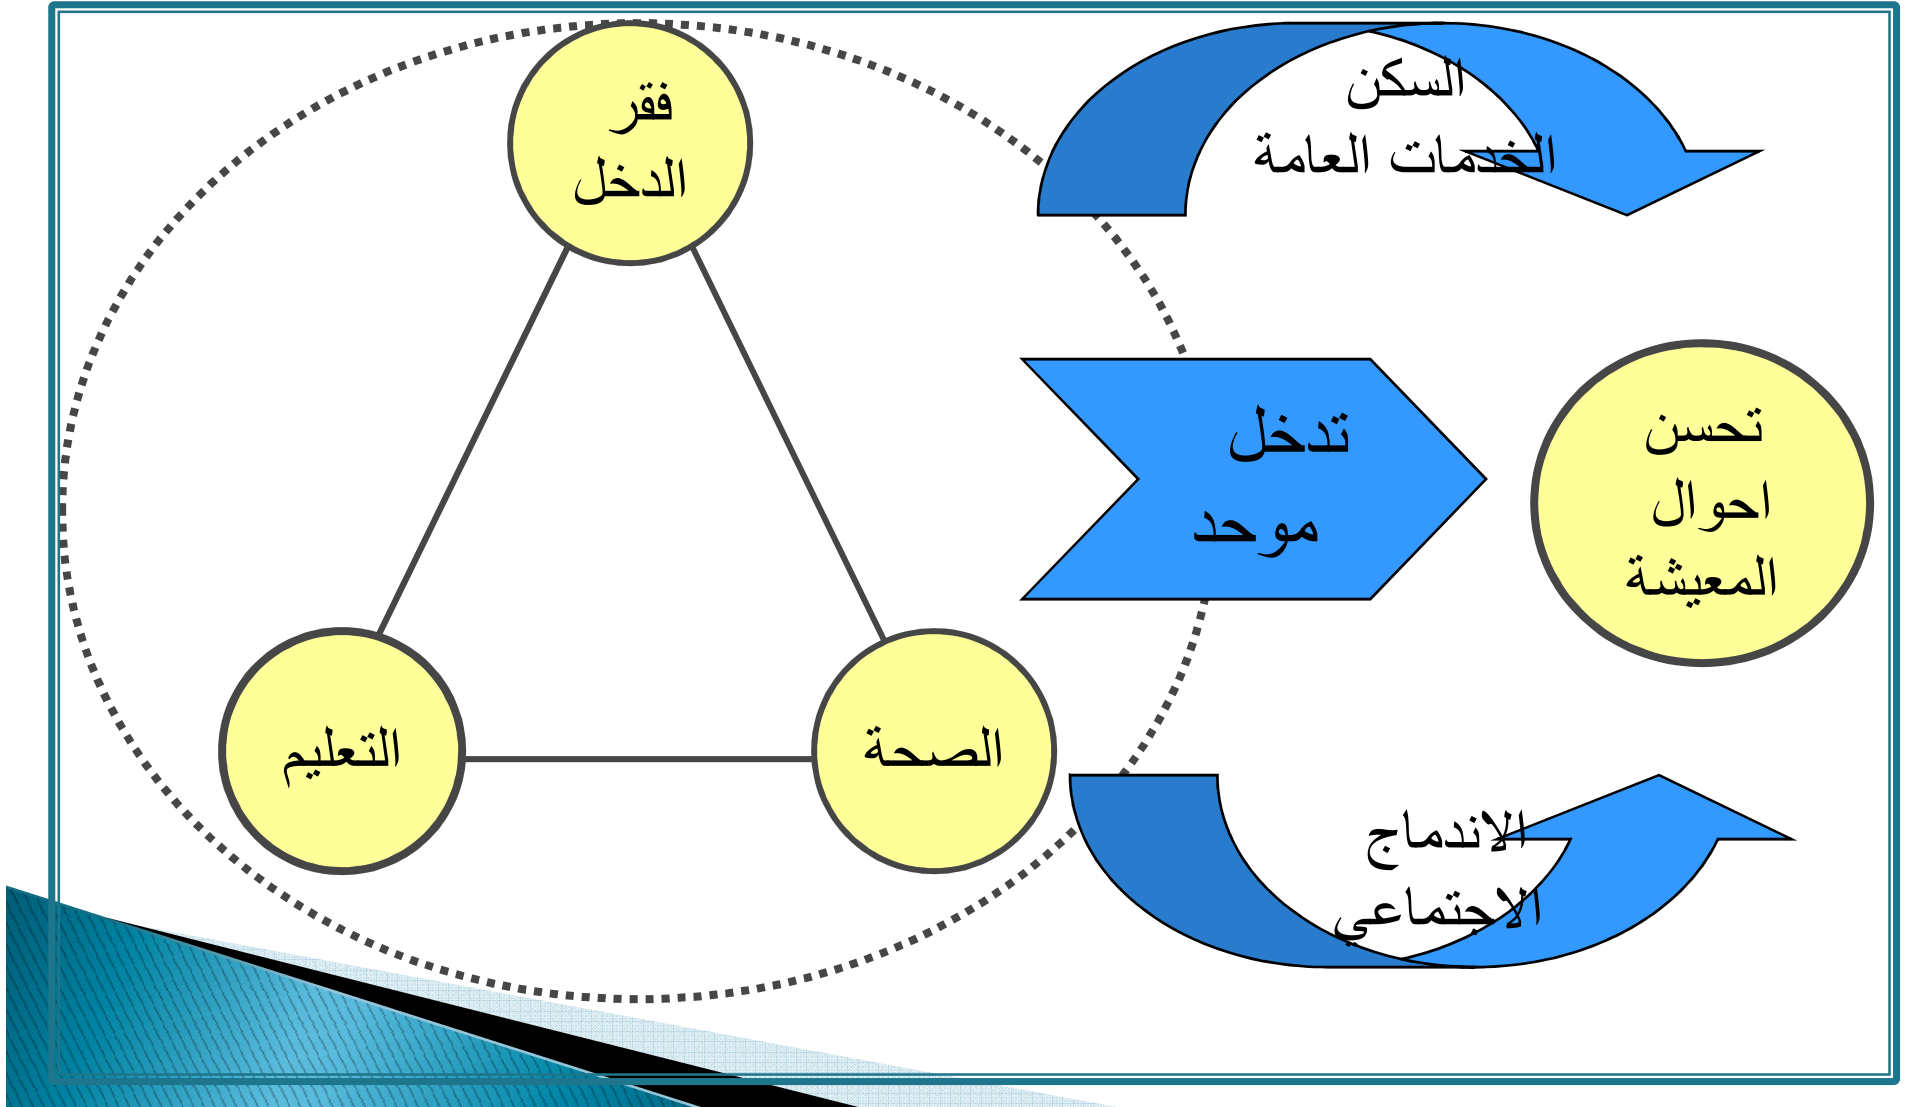 فقر
الدخل
التعليم
الصحة
السكن
الخدمات العامة
تدخل
موحد
الاندماج
الاجتماعي
تحسن
احوال
المعيشة